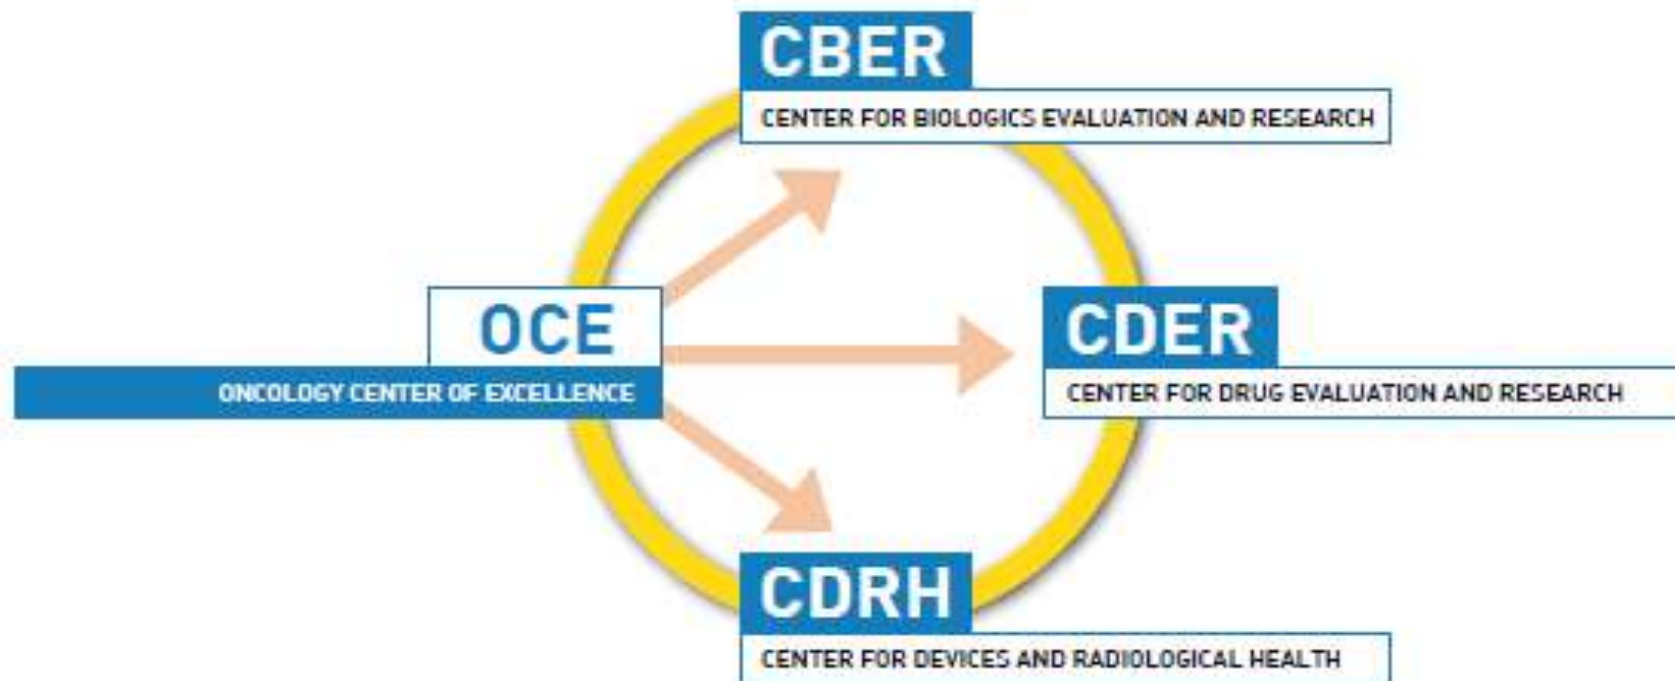 CBER
CENTER FOR BIOLOGICS EVALUATION AND RESEARCH
OCE
ONCOLOGY CENTER OF EXCELLENCE
CDER
CENTER FOR DRUG EVALUATION AND RESEARCH
CDRH
CENTER FOR DEVICES AND RADIOLOGICAL HEALTH